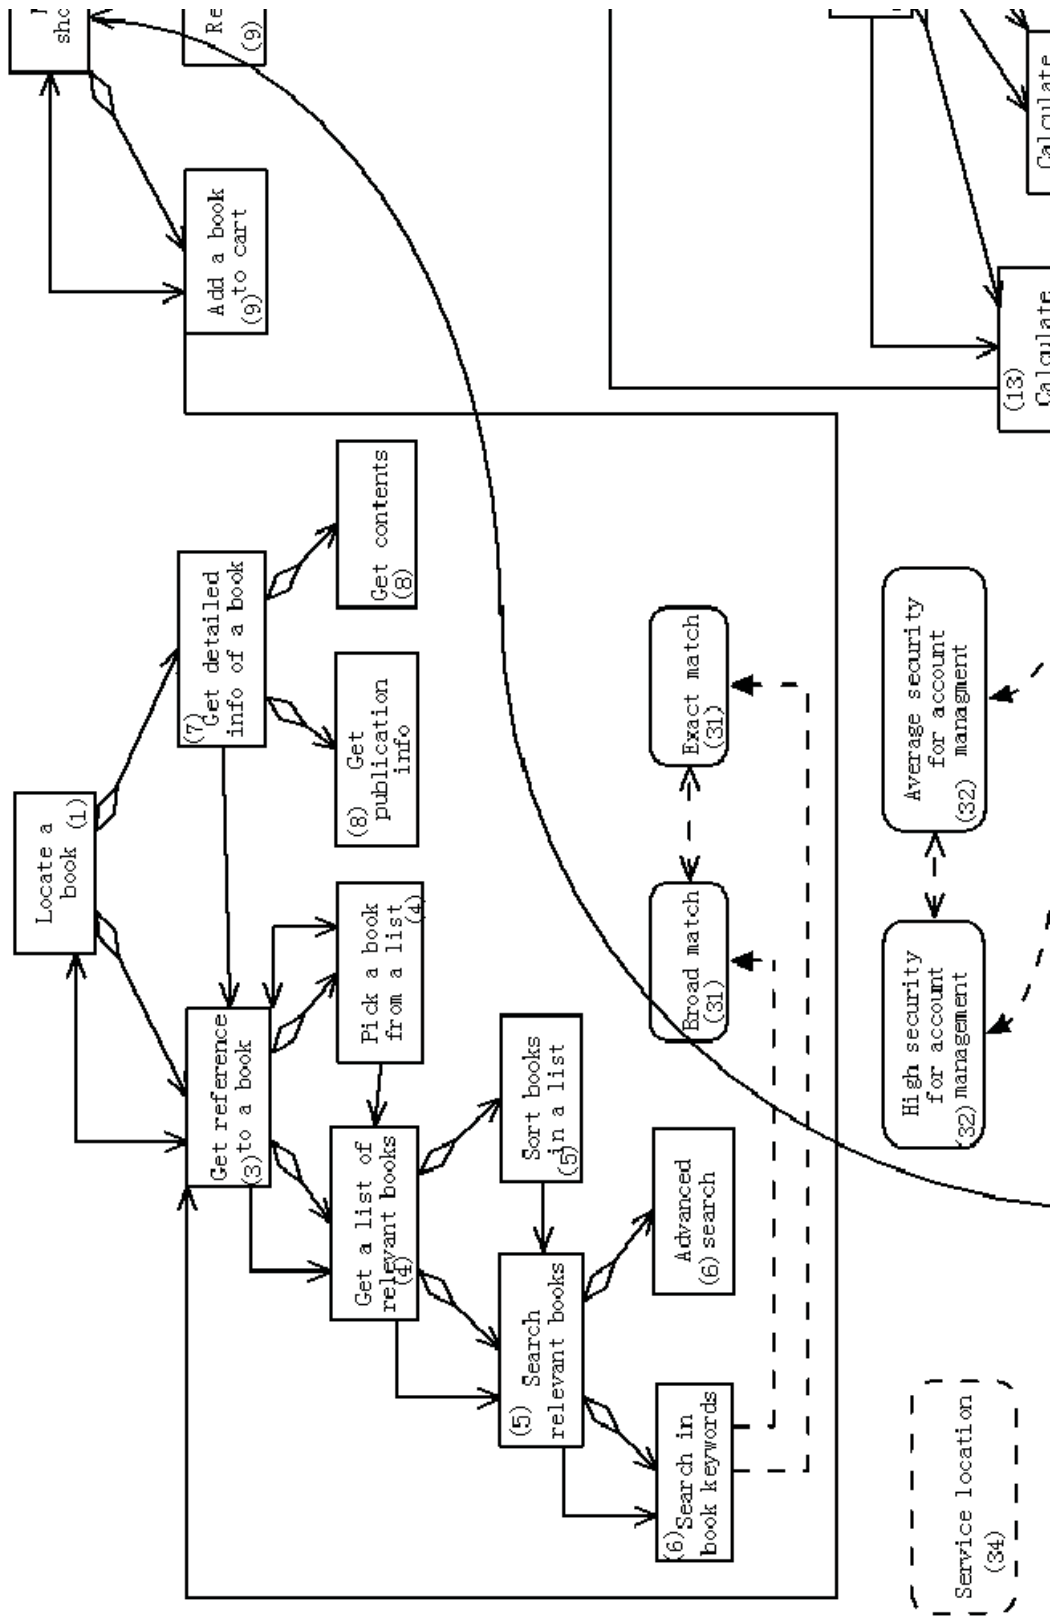 sho
Re
(9)
Add a book
to cart
(9)
Calculate
Calculate
(13)
Locate a
book (1)
Get detailed
info of a book
(7)
Get contents
(8)
Get
publication
info
(8)
Get reference
to a book
(3)
Pick a book
from a list
(4)
Get a list of
relevant books
(4)
Sort books
in a list
(5)
Search
relevant books
(5)
Advanced
search
(6)
Search in
book keywords
(6)
Exact match
(31)
Broad match
(31)
Average security
for account
managment
(32)
High security
for account
management
(32)
Service location
(34)